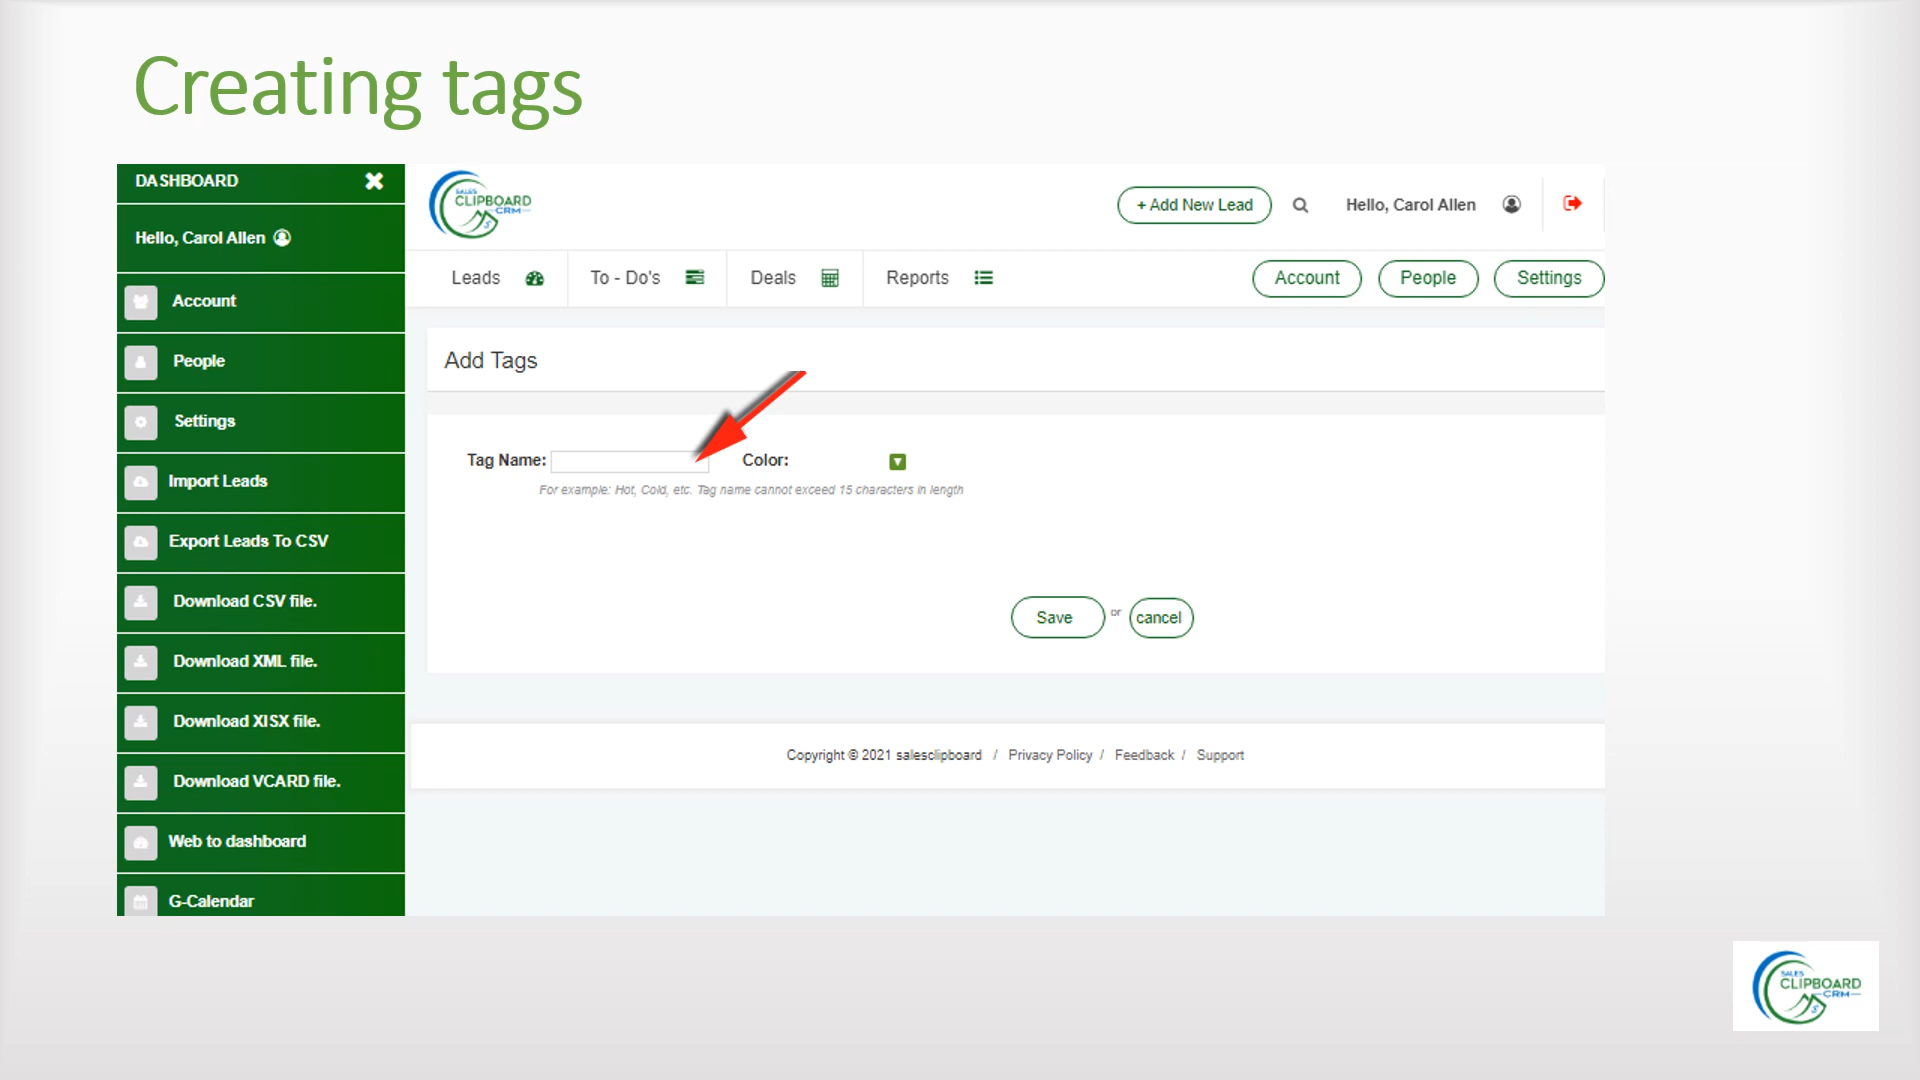 Creating tags
DASHBOARD
Hello, Carol Allen
Account
People
Settings
Import Leads
Export Leads To CSV
Download CSV file.
Download XML file.
Download XISX file.
Download VCARD file.
Web to dashboard
G-Calendar
SALES
CLIPBOARD
CRM
+ Add New Lead
Hello, Carol Allen
Leads
To - Do's
Deals
Reports
Account
People
Settings
Add Tags
Tag Name:
Color:
For example: Hot, Cold, etc. Tag name cannot exceed 15 characters in length
Save or cancel
Copyright © 2021 salesclipboard / Privacy Policy / Feedback / Support
SALES
CLIPBOARD
CRM